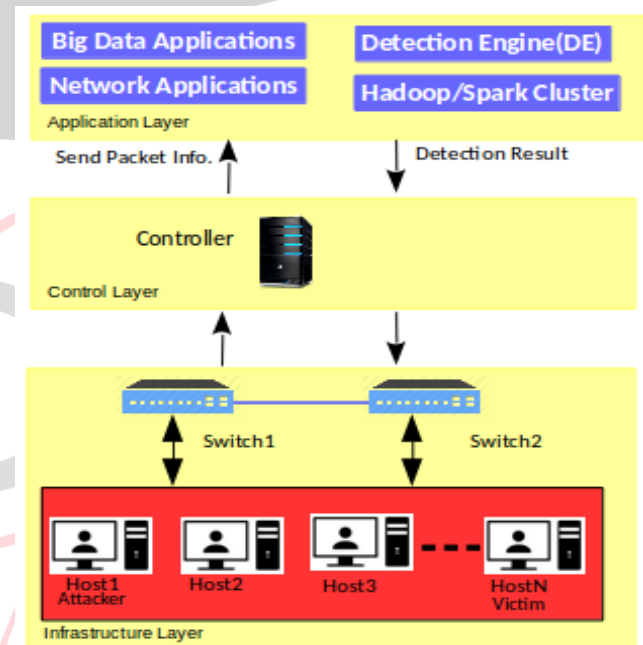 Big Data Applications
Detection Engine(DE)
Network Applications
Hadoop/Spark Cluster
Application Layer
Send Packet Info.
Detection Result
Controller
Control Layer
Switch1
Switch2
Host1
Attacker
Host2
Host3
HostN
Victim
Infrastructure Layer